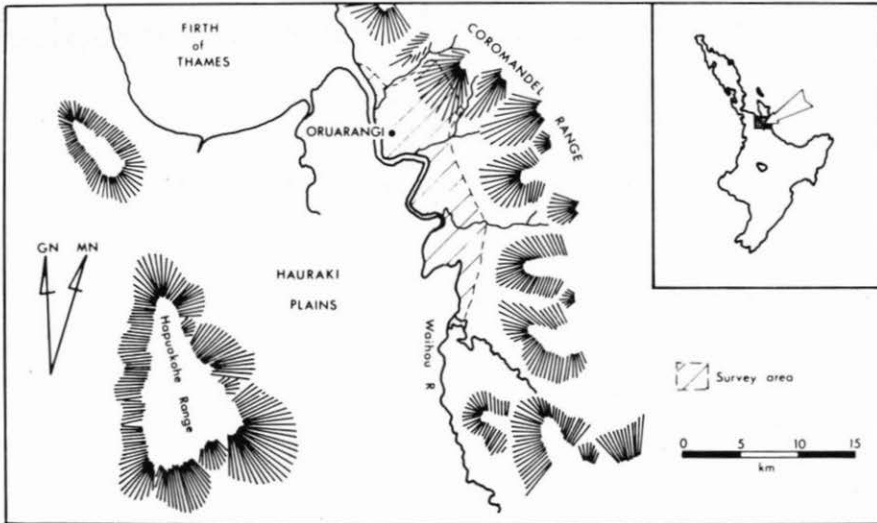 FIRTH
of
THAMES
COROMANDEL RANGE
ORUARANGI
GN MN
HAURAKI
PLAINS
Hapuakohe Range
Waihou R
Survey area
0 5 10 15
km